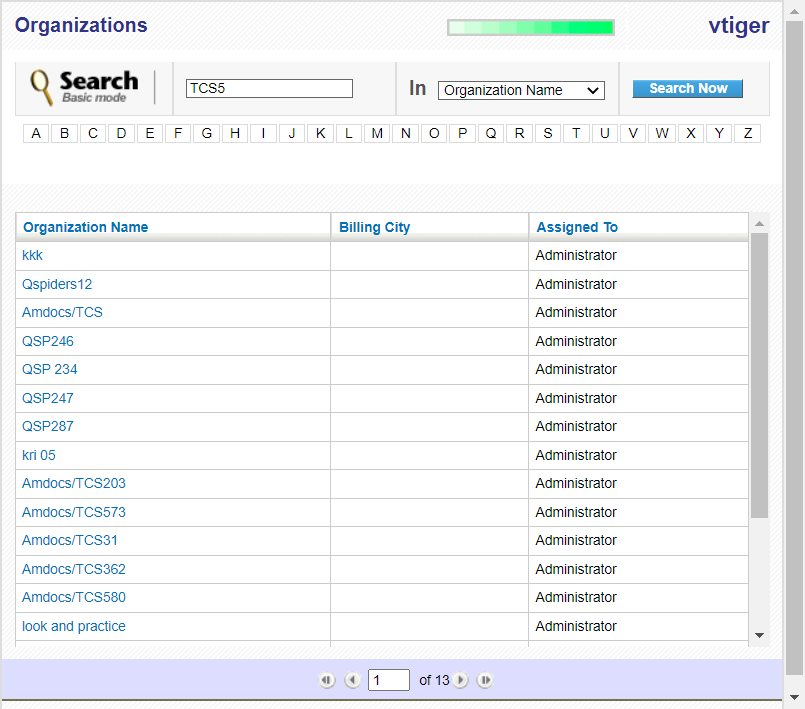 Organizations vtiger
Search
Basic mode
TCS5 In Organization Name Search Now
A B C D E F G H I J K L M N O P Q R S T U V W X Y Z
Organization Name Billing City Assigned To
kkk Administrator
Qspiders12 Administrator
Amdocs/TCS Administrator
QSP246 Administrator
QSP 234 Administrator
QSP247 Administrator
QSP287 Administrator
kri 05 Administrator
Amdocs/TCS203 Administrator
Amdocs/TCS573 Administrator
Amdocs/TCS31 Administrator
Amdocs/TCS362 Administrator
Amdocs/TCS580 Administrator
look and practice Administrator
1 of 13